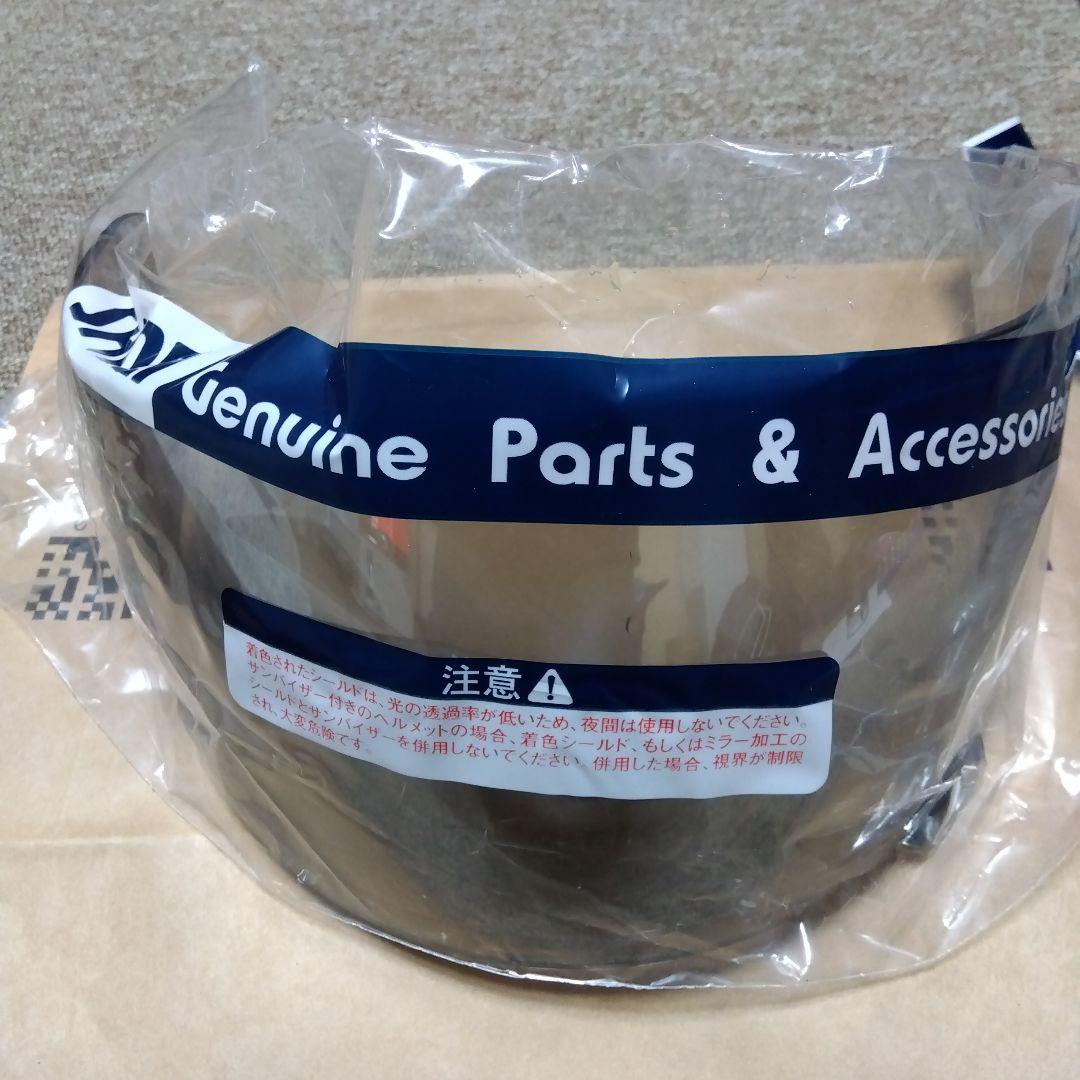 Genuine Parts & Accessories
注意
着色されたシールドは、光の透過率が低いため、夜間は使用しないでください。
サンバイザー付きのヘルメットの場合、着色シールド、もしくはミラー加工の
シールドとサンバイザーを併用しないでください。併用した場合、視界が制限
され、大変危険です。